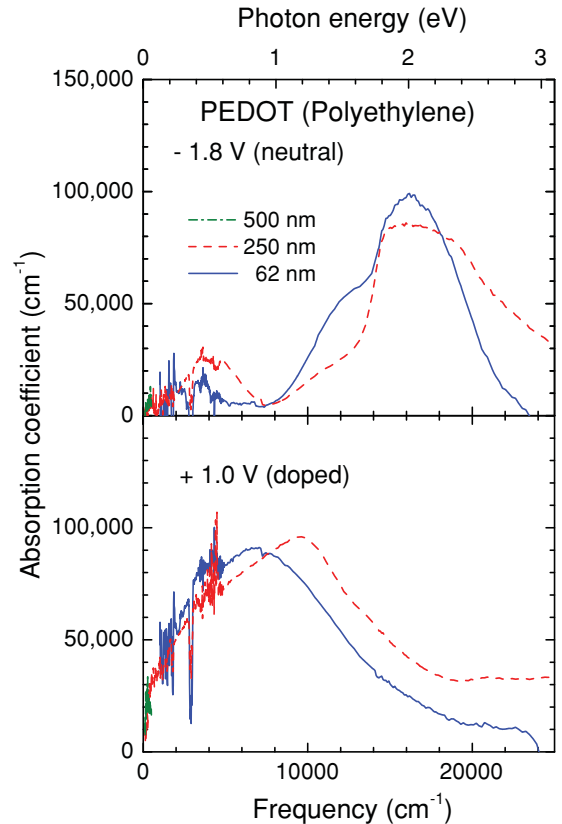 Photon energy (eV)
0 1 2 3
150,000
PEDOT (Polyethylene)
- 1.8 V (neutral)
100,000
500 nm
250 nm
62 nm
50,000
0
Absorption coefficient (cm⁻¹)
+ 1.0 V (doped)
100,000
50,000
0
0 10000 20000
Frequency (cm⁻¹)